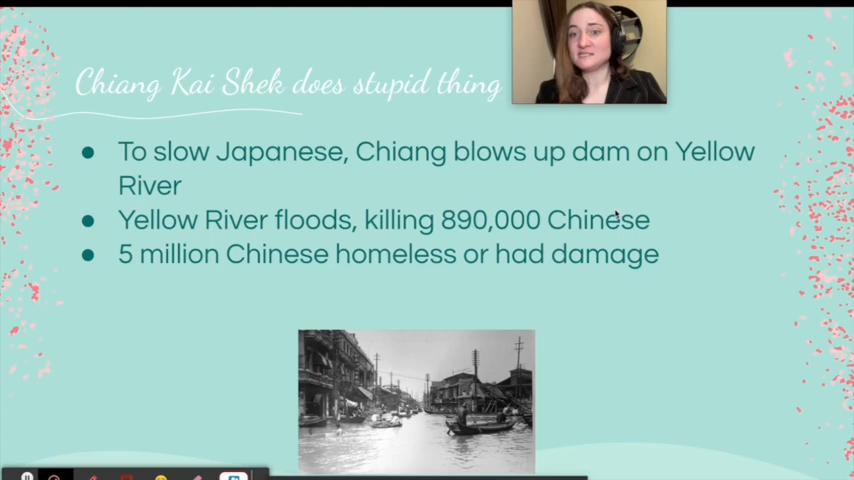 Chiang Kai Shek does stupid thing
To slow Japanese, Chiang blows up dam on Yellow
River
Yellow River floods, killing 890,000 Chinese
5 million Chinese homeless or had damage